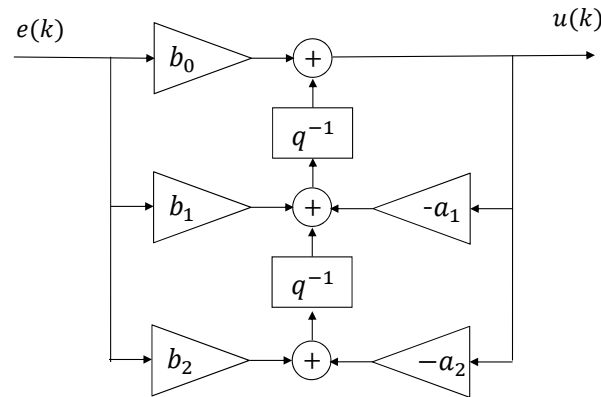 e(k)
u(k)
b₀
+
q⁻¹
b₁
+
-a₁
q⁻¹
b₂
+
−a₂